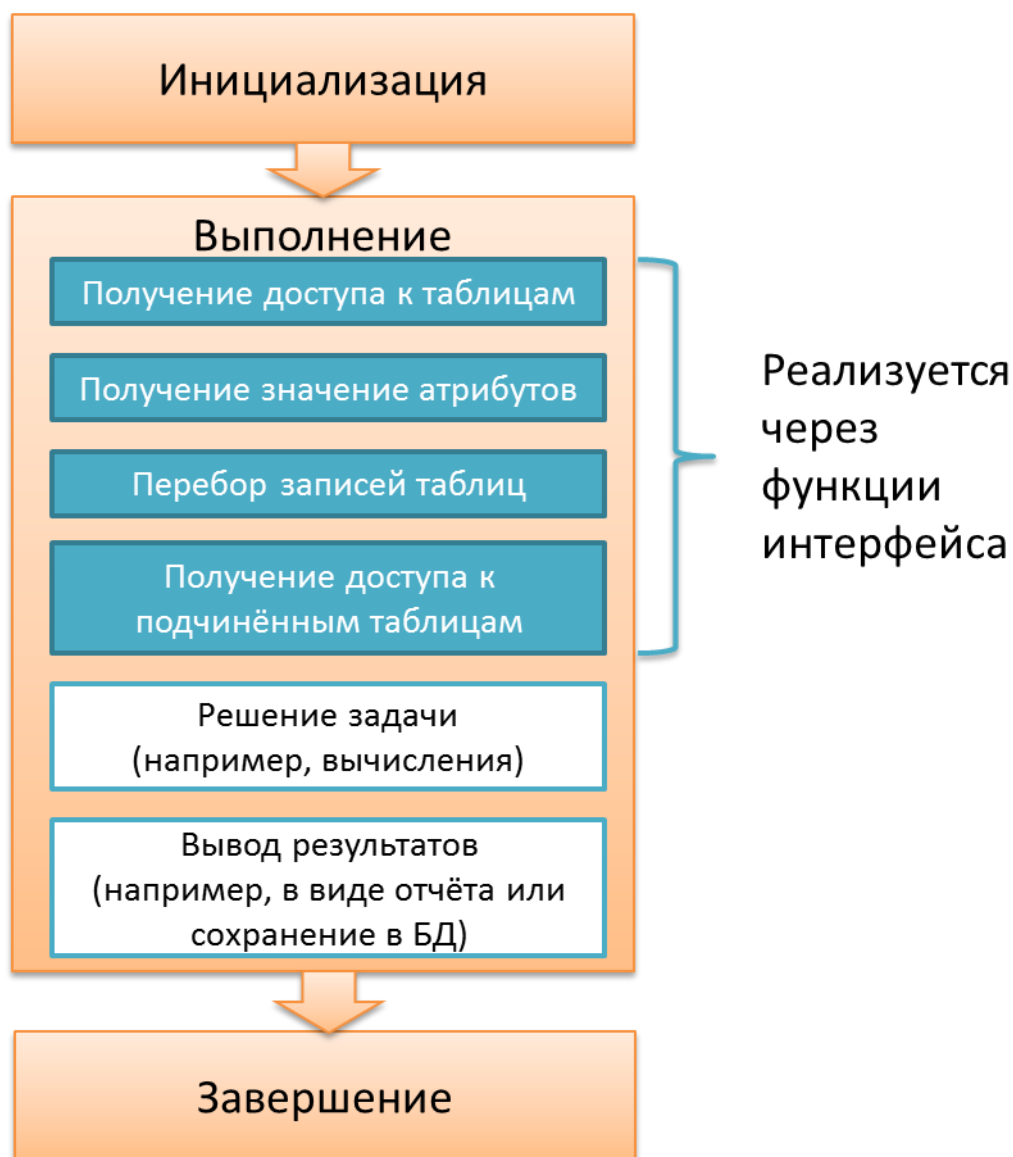 Инициализация
Выполнение
Получение доступа к таблицам
Получение значение атрибутов
Перебор записей таблиц
Получение доступа к
подчинённым таблицам
Решение задачи
(например, вычисления)
Вывод результатов
(например, в виде отчёта или
сохранение в БД)
Реализуется
через
функции
интерфейса
Завершение